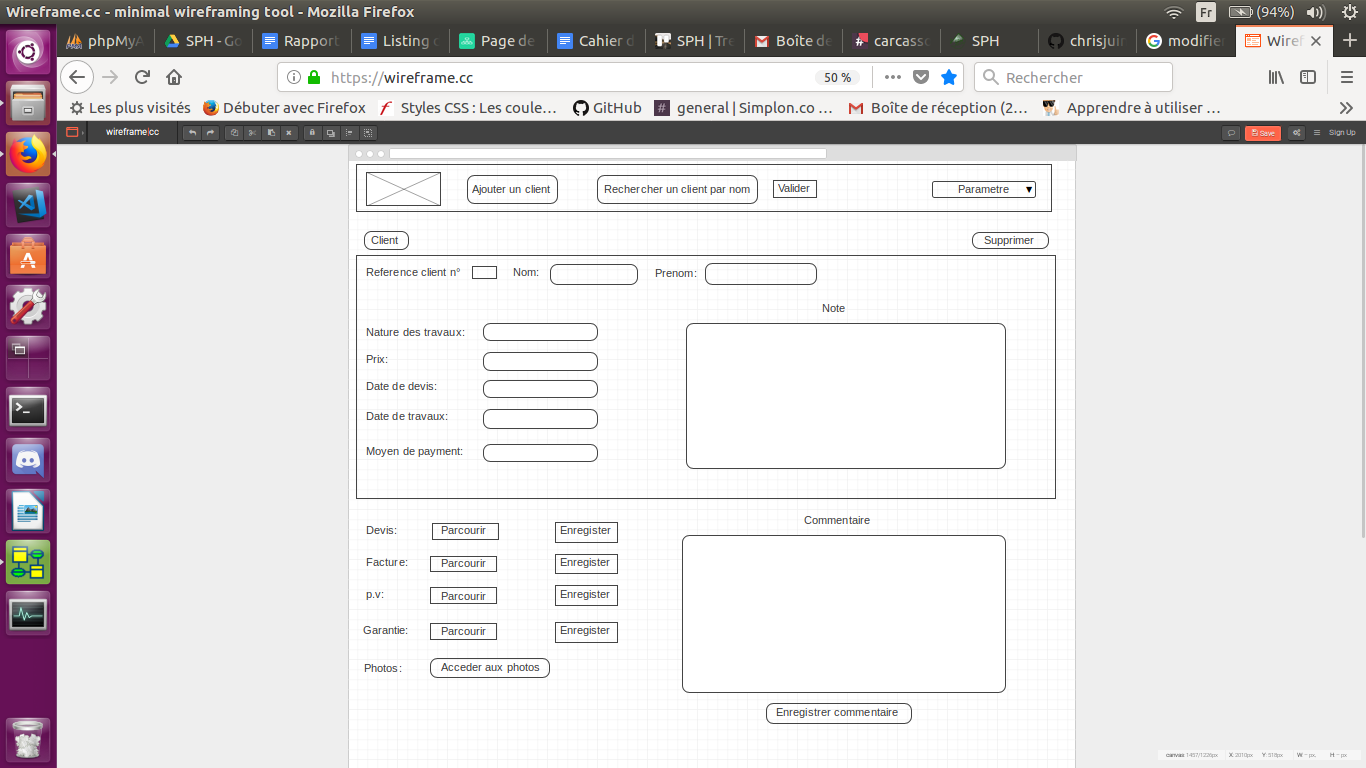 Wireframe.cc - minimal wireframing tool - Mozilla Firefox
Fr (94%)
phpMyA SPH - Go Rapport Listing c Page de Cahier d SPH | Tre Boîte de carcasso SPH chrisjuin modifier Wiref
https://wireframe.cc 50 % Rechercher
Les plus visités Débuter avec Firefox Styles CSS : Les coule… GitHub general | Simplon.co … Boîte de réception (2… Apprendre à utiliser …
wireframe|cc Save Sign Up
Ajouter un client Rechercher un client par nom Valider Parametre
Client Supprimer
Reference client n° Nom: Prenom:
Note
Nature des travaux:
Prix:
Date de devis:
Date de travaux:
Moyen de payment:
Commentaire
Devis: Parcourir Enregister
Facture: Parcourir Enregister
p.v: Parcourir Enregister
Garantie: Parcourir Enregister
Photos: Acceder aux photos
Enregistrer commentaire